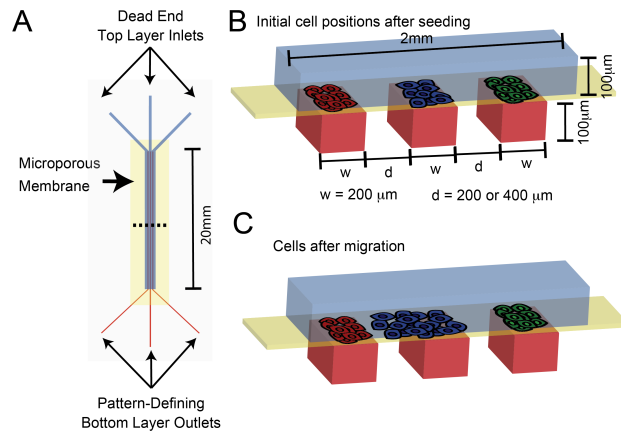 A
Dead End
Top Layer Inlets
Microporous
Membrane
20mm
Pattern-Defining
Bottom Layer Outlets
B
Initial cell positions after seeding
2mm
100μm
100μm
w
d
w
d
w
w = 200 μm
d = 200 or 400 μm
C
Cells after migration